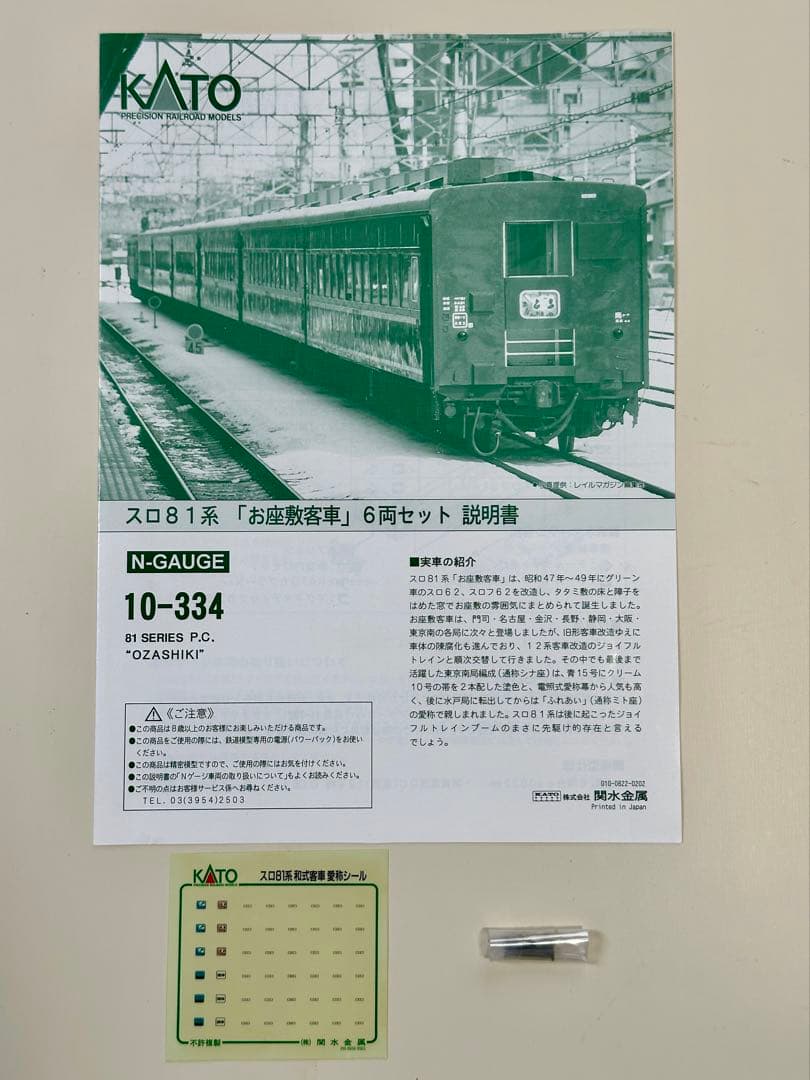 KATO
PRECISION RAILROAD MODELS
●写真提供：レイルマガジン編集部
スロ81系 「お座敷客車」 6両セット 説明書
N-GAUGE
10-334
81 SERIES P.C.
"OZASHIKI"
■実車の紹介
スロ81系「お座敷客車」は、昭和47年～49年にグリーン
車のスロ62、スロフ62を改造し、タタミ敷の床と障子を
はめた窓でお座敷の雰囲気にまとめられて誕生しました。
お座敷客車は、門司・名古屋・金沢・長野・静岡・大阪・
東京南の各局に次々と登場しましたが、旧形客車改造ゆえに
車体の陳腐化も進んでおり、12系客車改造のジョイフル
トレインと順次交替して行きました。その中でも最後まで
活躍した東京南局編成(通称シナ座)は、青15号にクリーム
10号の帯を2本配した塗色と、電照式愛称幕から人気も高
く、後に水戸局に転出してからは「ふれあい」(通称ミト座)
の愛称で親しまれました。スロ81系は後に起こったジョイ
フルトレインブームのまさに先駆け的存在と言える
でしょう。
《ご注意》
●この商品は8歳以上のお客様にお楽しみいただける商品です。
●この商品をご使用の際には、鉄道模型専用の電源(パワーパック)をお使い
ください。
●この商品は精密模型ですので、ご使用の際にはお気を付けください。
●この説明書の「Nゲージ車両の取り扱いについて」もよくお読みください。
●ご不明の点はお客様サービス係へお尋ねください。
TEL. 03(3954)2503
010-0822-0202
KATO 株式会社 関水金属
Printed in Japan
KATO
PRECISION RAILROAD MODELS
スロ81系 和式客車 愛称シール
不許複製
(株) 関水金属